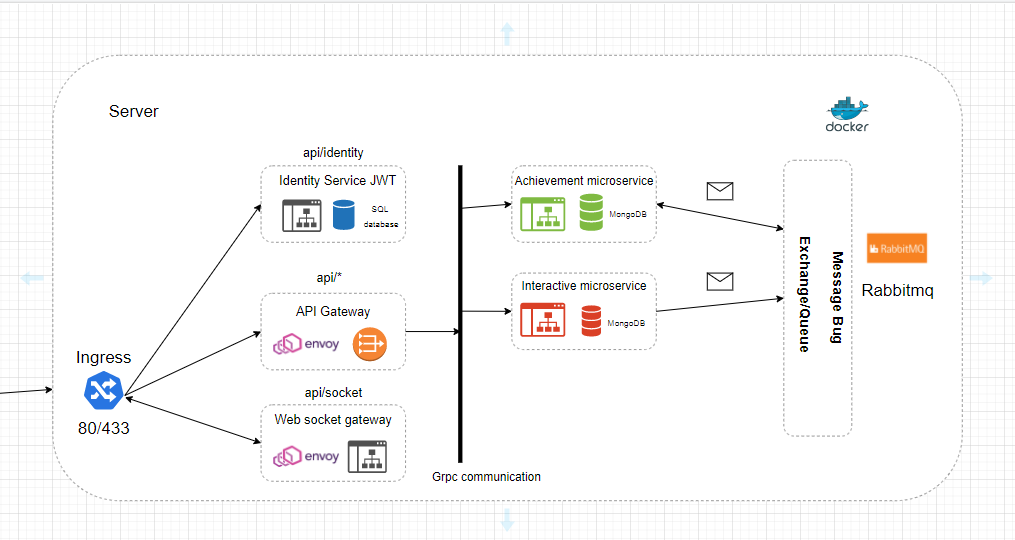 Server
docker
api/identity
Identity Service JWT
SQL
database
Achievement microservice
MongoDB
api/*
API Gateway
envoy
Interactive microservice
MongoDB
Message Bug
Exchange/Queue
RabbitMQ
Rabbitmq
Ingress
80/433
api/socket
Web socket gateway
envoy
Grpc communication